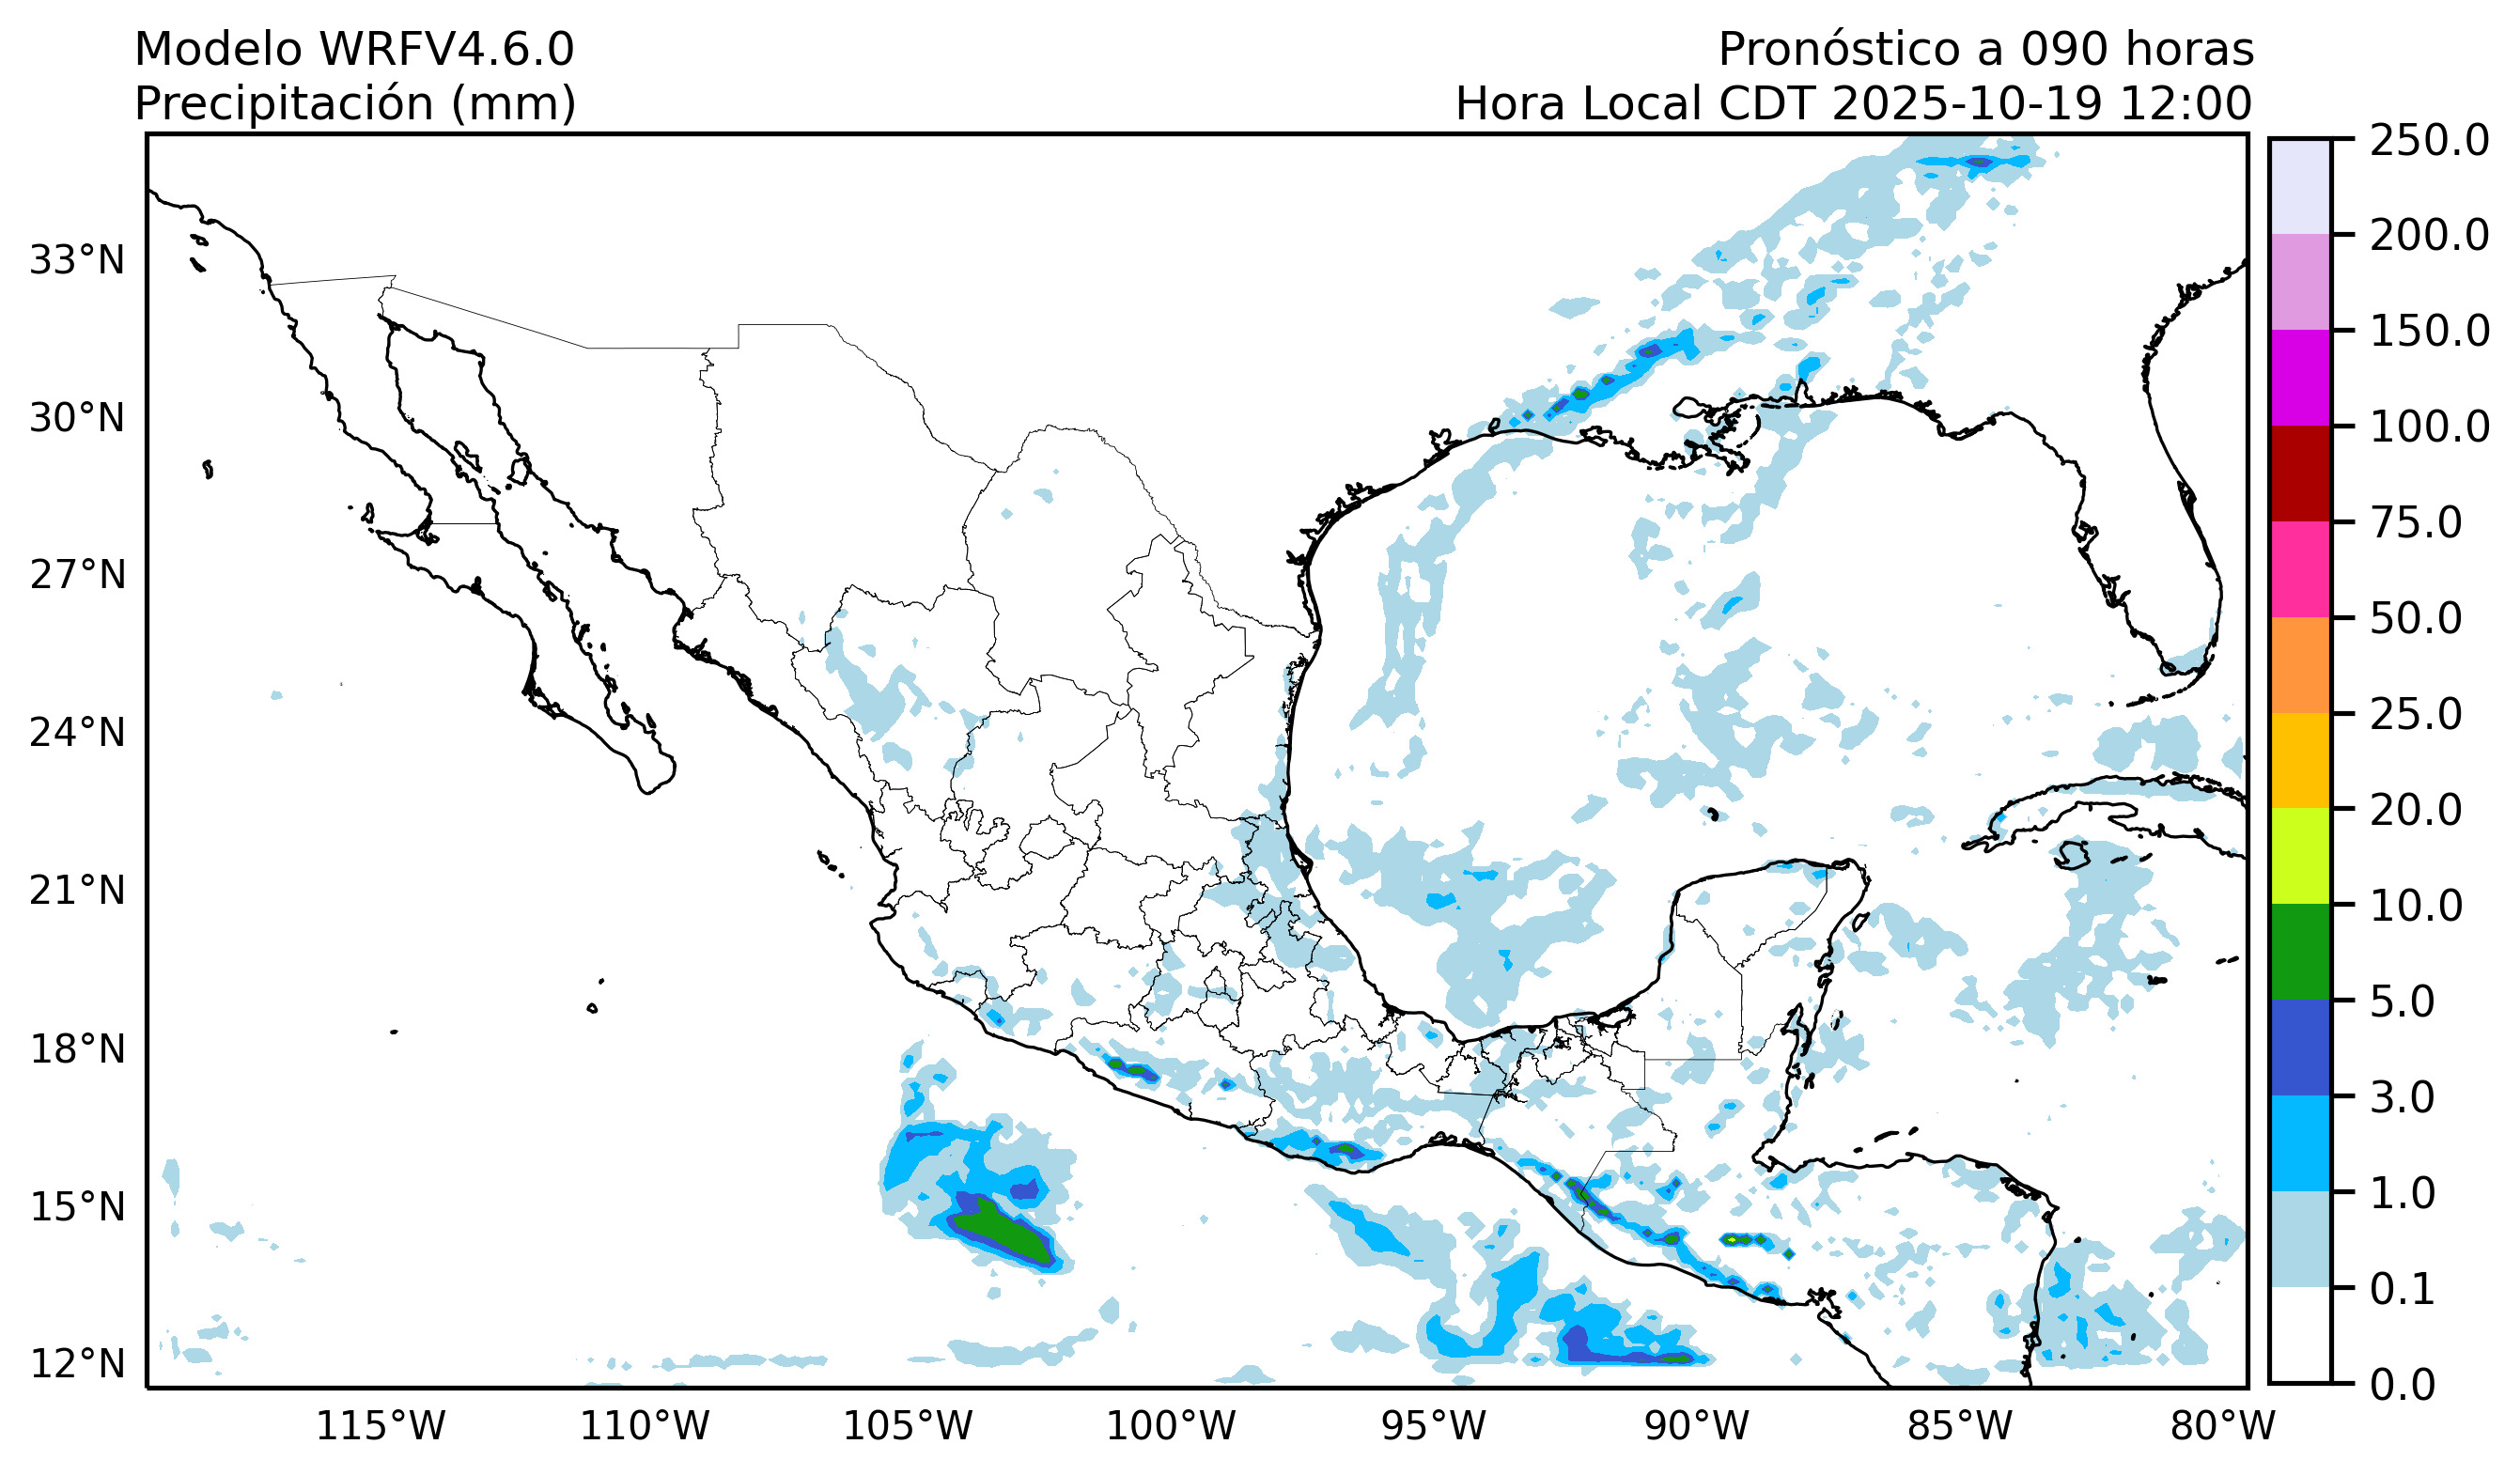 Modelo WRFV4.6.0
Precipitación (mm)
Pronóstico a 090 horas
Hora Local CDT 2025-10-19 12:00
33°N
30°N
27°N
24°N
21°N
18°N
15°N
12°N
115°W
110°W
105°W
100°W
95°W
90°W
85°W
80°W
250.0
200.0
150.0
100.0
75.0
50.0
25.0
20.0
10.0
5.0
3.0
1.0
0.1
0.0